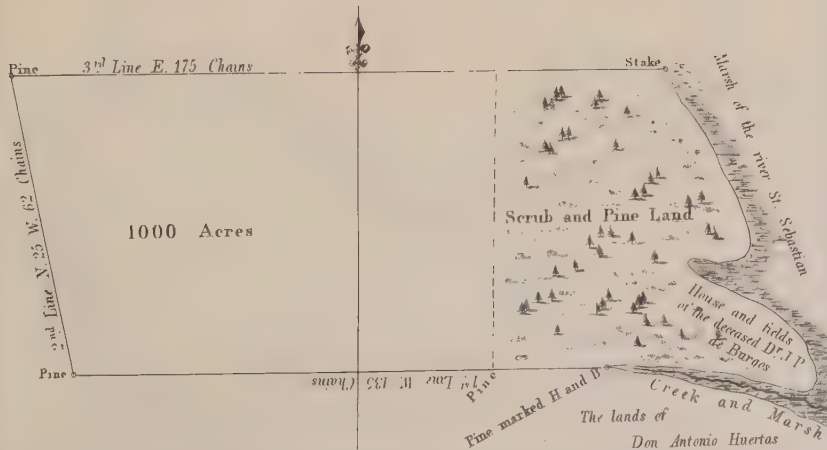 Pine
3rd Line E. 175 Chains
Stake
Marsh of the river St. Sebastian
2nd Line N. 25 W. 62 Chains
1000 Acres
Scrub and Pine Land
House and fields
of the deceased Dr. I P
de Burges
Pine
1st Line W. 135 Chains
Pine
Pine marked H and B
Creek and Marsh
The lands of
Don Antonio Huertas